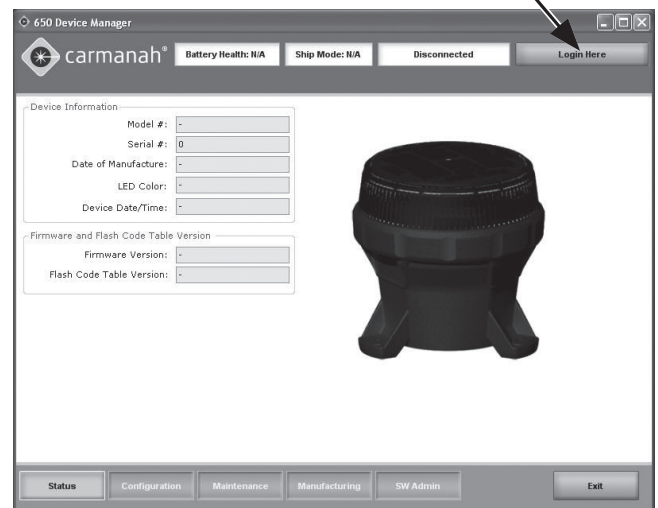 650 Device Manager
carmanah®
Battery Health: N/A
Ship Mode: N/A
Disconnected
Login Here
Device Information
Model #: -
Serial #: 0
Date of Manufacture: -
LED Color: -
Device Date/Time: -
Firmware and Flash Code Table Version
Firmware Version: -
Flash Code Table Version: -
Status
Configuration
Maintenance
Manufacturing
SW Admin
Exit